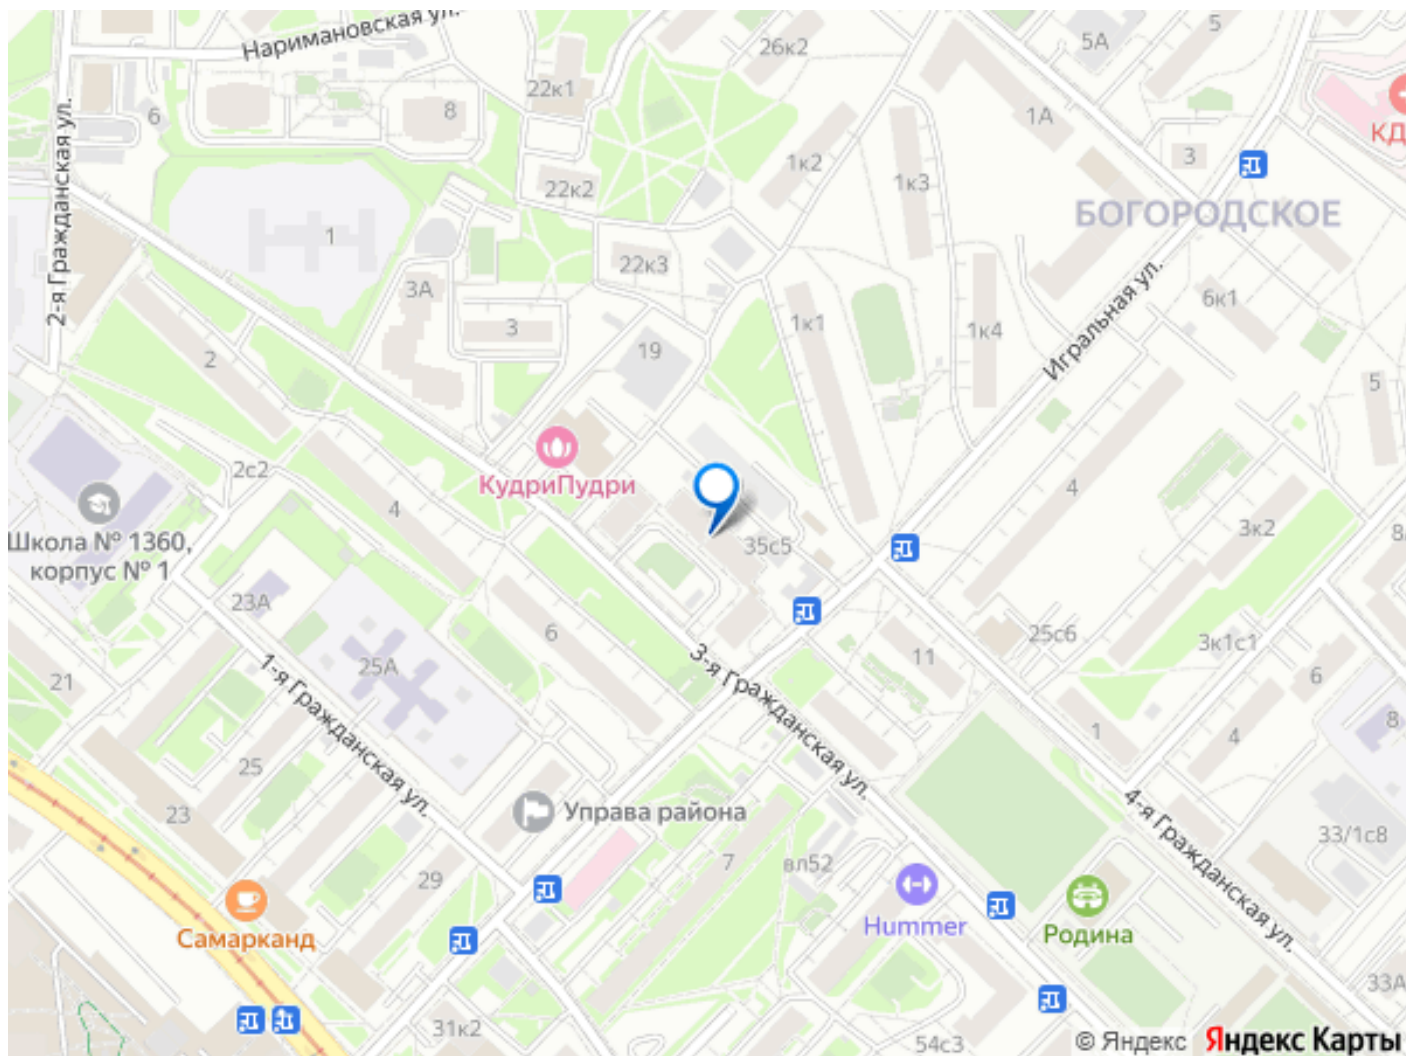 Наримановская ул.
26к2
5А
5
22к1
КД
2-я Гражданская ул.
6
8
1А
1к2
3
22к2
1к3
БОГОРОДСКОЕ
1
22к3
3А
6к1
1к1
1к4
Игральная ул.
3
2
19
5
2с2
КудриПудри
4
4
Школа № 1360,
корпус № 1
3к2
8/
35с5
23А
6
25с6
3к1с1
11
25А
21
6
1-я Гражданская ул.
3-я Гражданская ул.
1
4
8
25
23
Управа района
4-я Гражданская ул.
33/1с8
7
вл52
29
Самарканд
Hummer
Родина
33А
31к2
54с3
© Яндекс Яндекс Карты